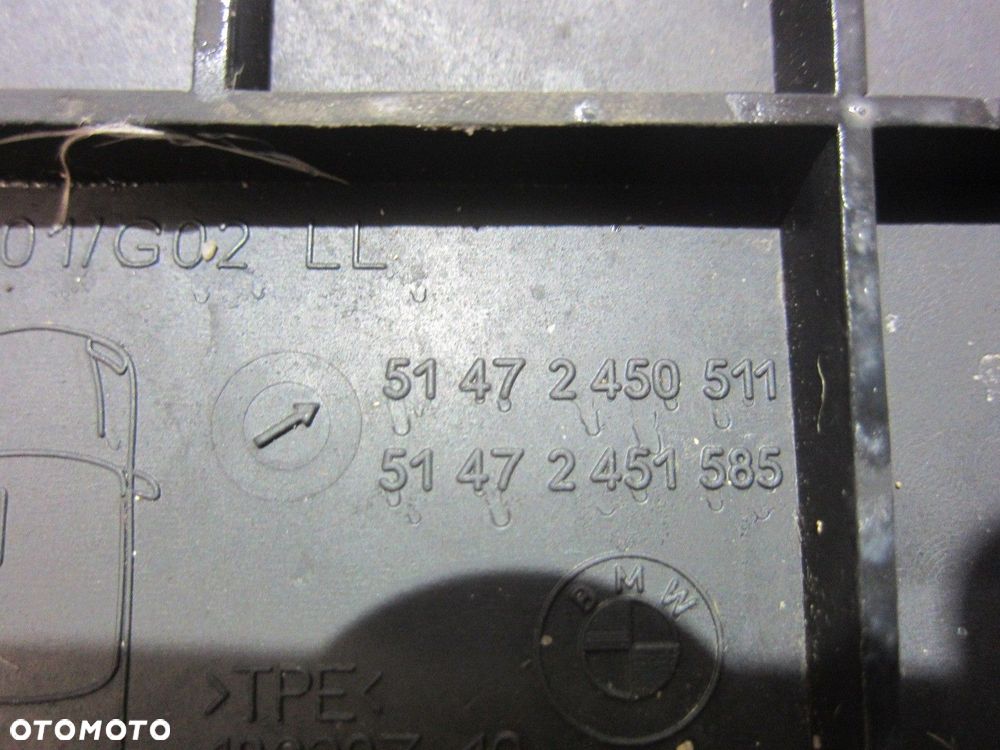 01/G02 LL
51 47 2 450 511
51 47 2 451 585
BMW
>TPE<
OTOMOTO